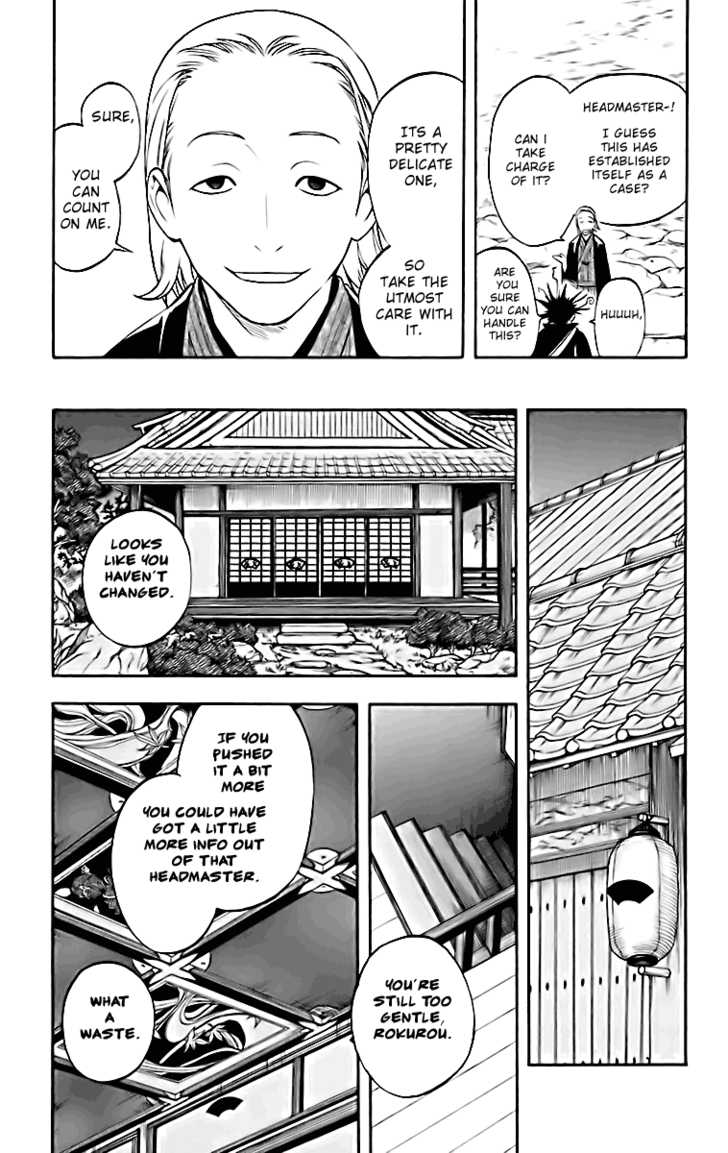 HEADMASTER~!
I GUESS
THIS HAS
ESTABLISHED
ITSELF AS A
CASE?
CAN I
TAKE
CHARGE
OF IT?
HUUUH,
ARE
YOU
SURE
YOU CAN
HANDLE
THIS?
ITS A
PRETTY
DELICATE
ONE,
SO
TAKE THE
UTMOST
CARE WITH
IT.
SURE,
YOU
CAN
COUNT
ON ME.
LOOKS
LIKE YOU
HAVEN'T
CHANGED.
YOU'RE
STILL TOO
GENTLE,
ROKUROU.
IF YOU
PUSHED
IT A BIT
MORE
YOU COULD HAVE
GOT A LITTLE
MORE INFO OUT
OF THAT
HEADMASTER.
WHAT
A
WASTE.